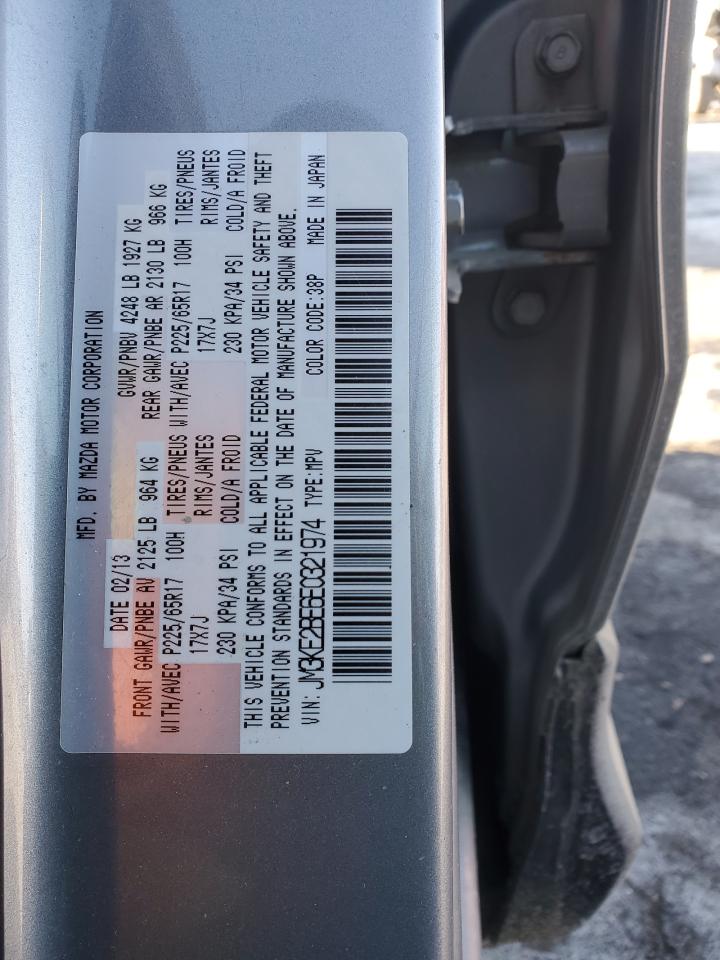 MFD. BY MAZDA MOTOR CORPORATION
DATE 02/13 GVWR/PNBV 4248 LB 1927 KG
FRONT GAWR/PNBE AV 2125 LB 964 KG REAR GAWR/PNBE AR 2130 LB 966 KG
WITH/AVEC P225/65R17 100H TIRES/PNEUS WITH/AVEC P225/65R17 100H TIRES/PNEUS
17X7J RIMS/JANTES 17X7J RIMS/JANTES
230 KPA/34 PSI COLD/A FROID 230 KPA/34 PSI COLD/A FROID
THIS VEHICLE CONFORMS TO ALL APPLICABLE FEDERAL MOTOR VEHICLE SAFETY AND THEFT
PREVENTION STANDARDS IN EFFECT ON THE DATE OF MANUFACTURE SHOWN ABOVE.
VIN: JM3KE2BE6E0321974 TYPE:MPV COLOR CODE:38P MADE IN JAPAN